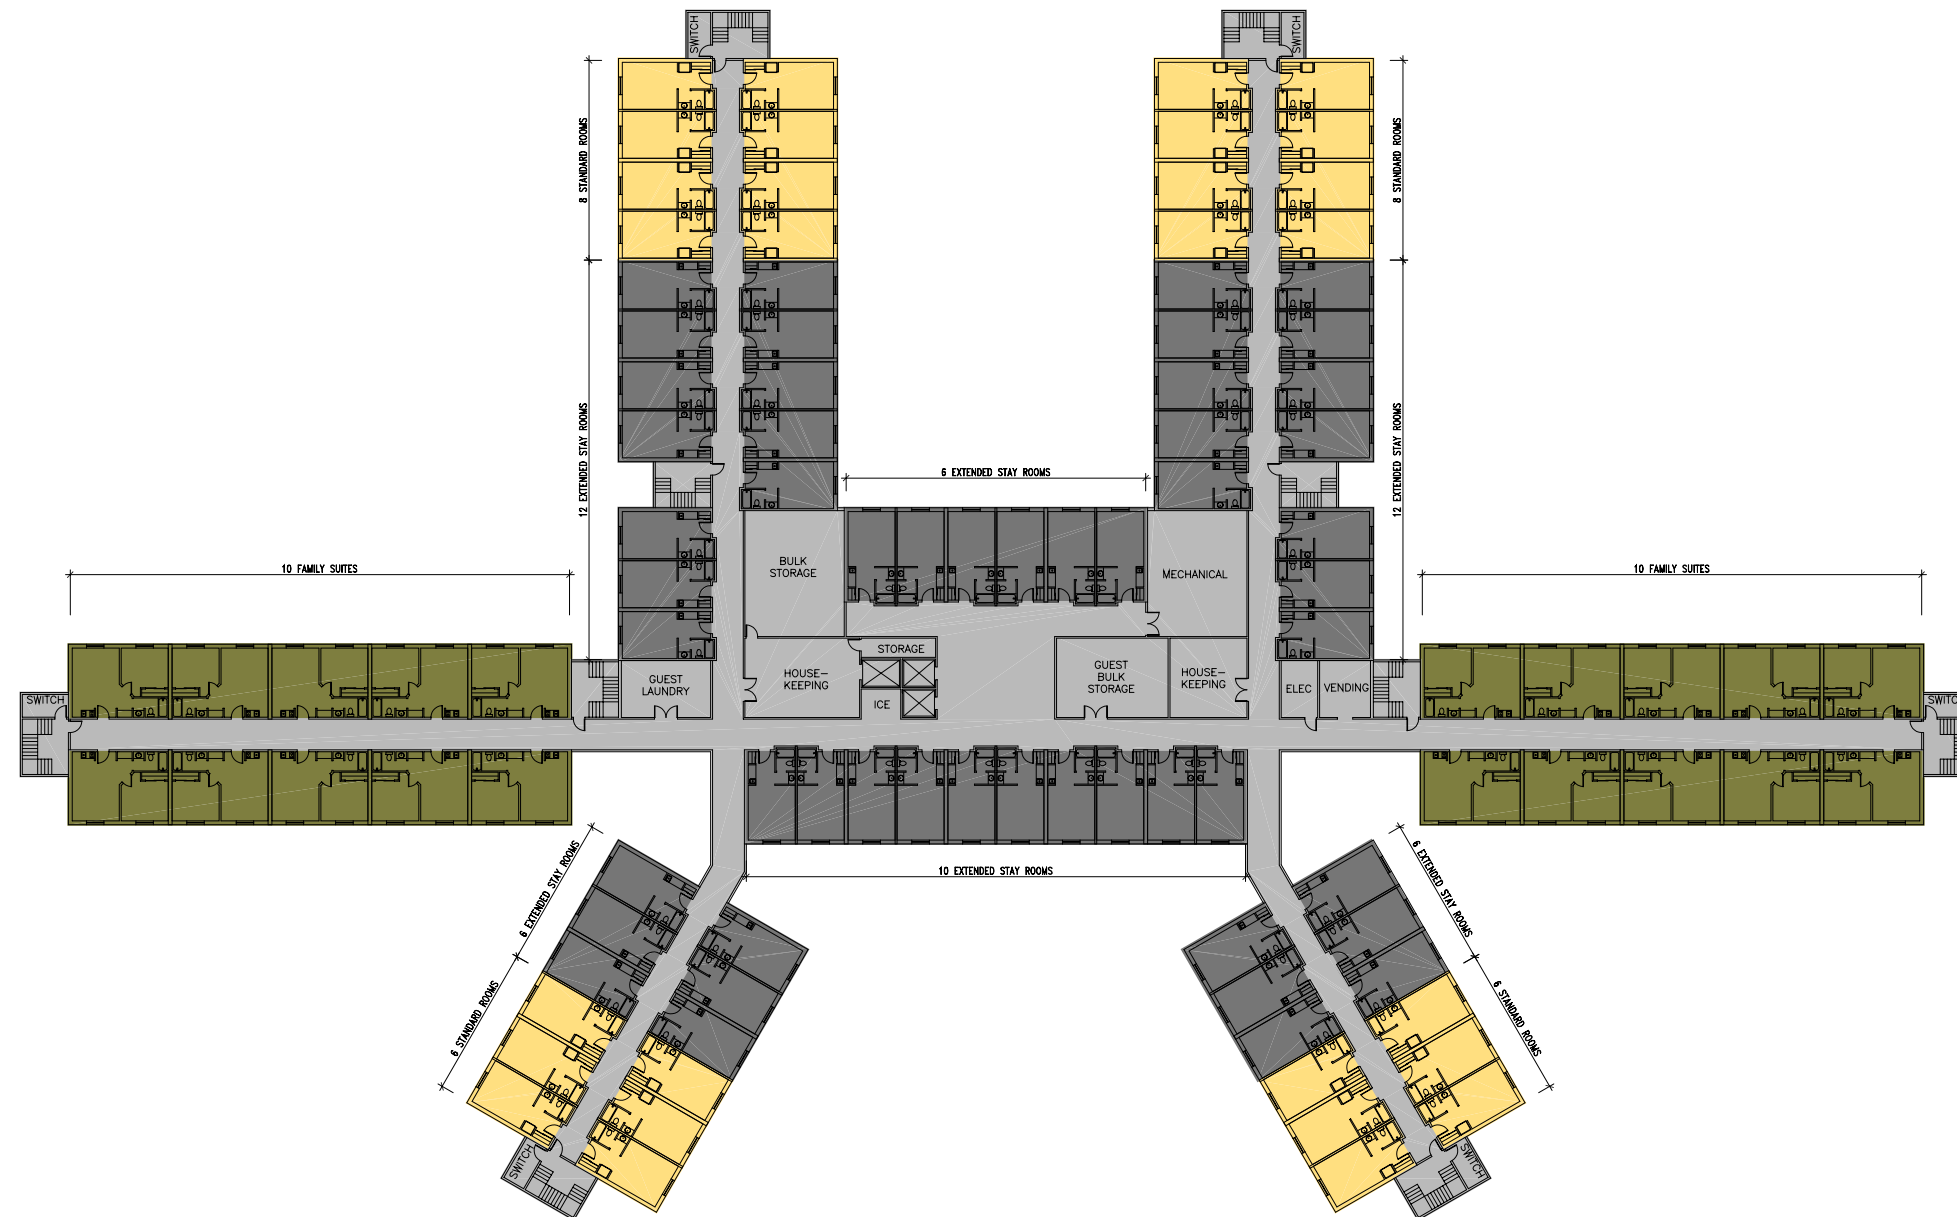 SWITCH
SWITCH
8 STANDARD ROOMS
8 STANDARD ROOMS
12 EXTENDED STAY ROOMS
6 EXTENDED STAY ROOMS
12 EXTENDED STAY ROOMS
10 FAMILY SUITES
BULK
STORAGE
MECHANICAL
10 FAMILY SUITES
STORAGE
GUEST
LAUNDRY
HOUSE-
KEEPING
GUEST
BULK
STORAGE
HOUSE-
KEEPING
ELEC
VENDING
SWITCH
ICE
SWITC
10 EXTENDED STAY ROOMS
6 EXTENDED STAY ROOMS
6 EXTENDED STAY ROOMS
6 STANDARD ROOMS
6 STANDARD ROOMS
SWITCH
SWITCH